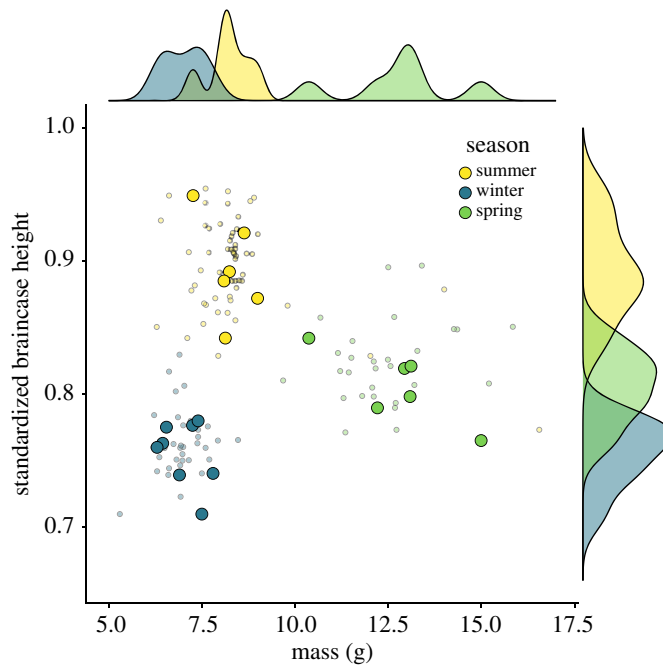 1.0
season
summer
winter
spring
standardized braincase height
0.9
0.8
0.7
5.0 7.5 10.0 12.5 15.0 17.5
mass (g)